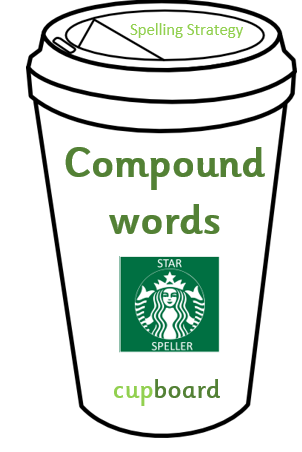 Spelling Strategy
Compound
words
STAR
SPELLER
cupboard